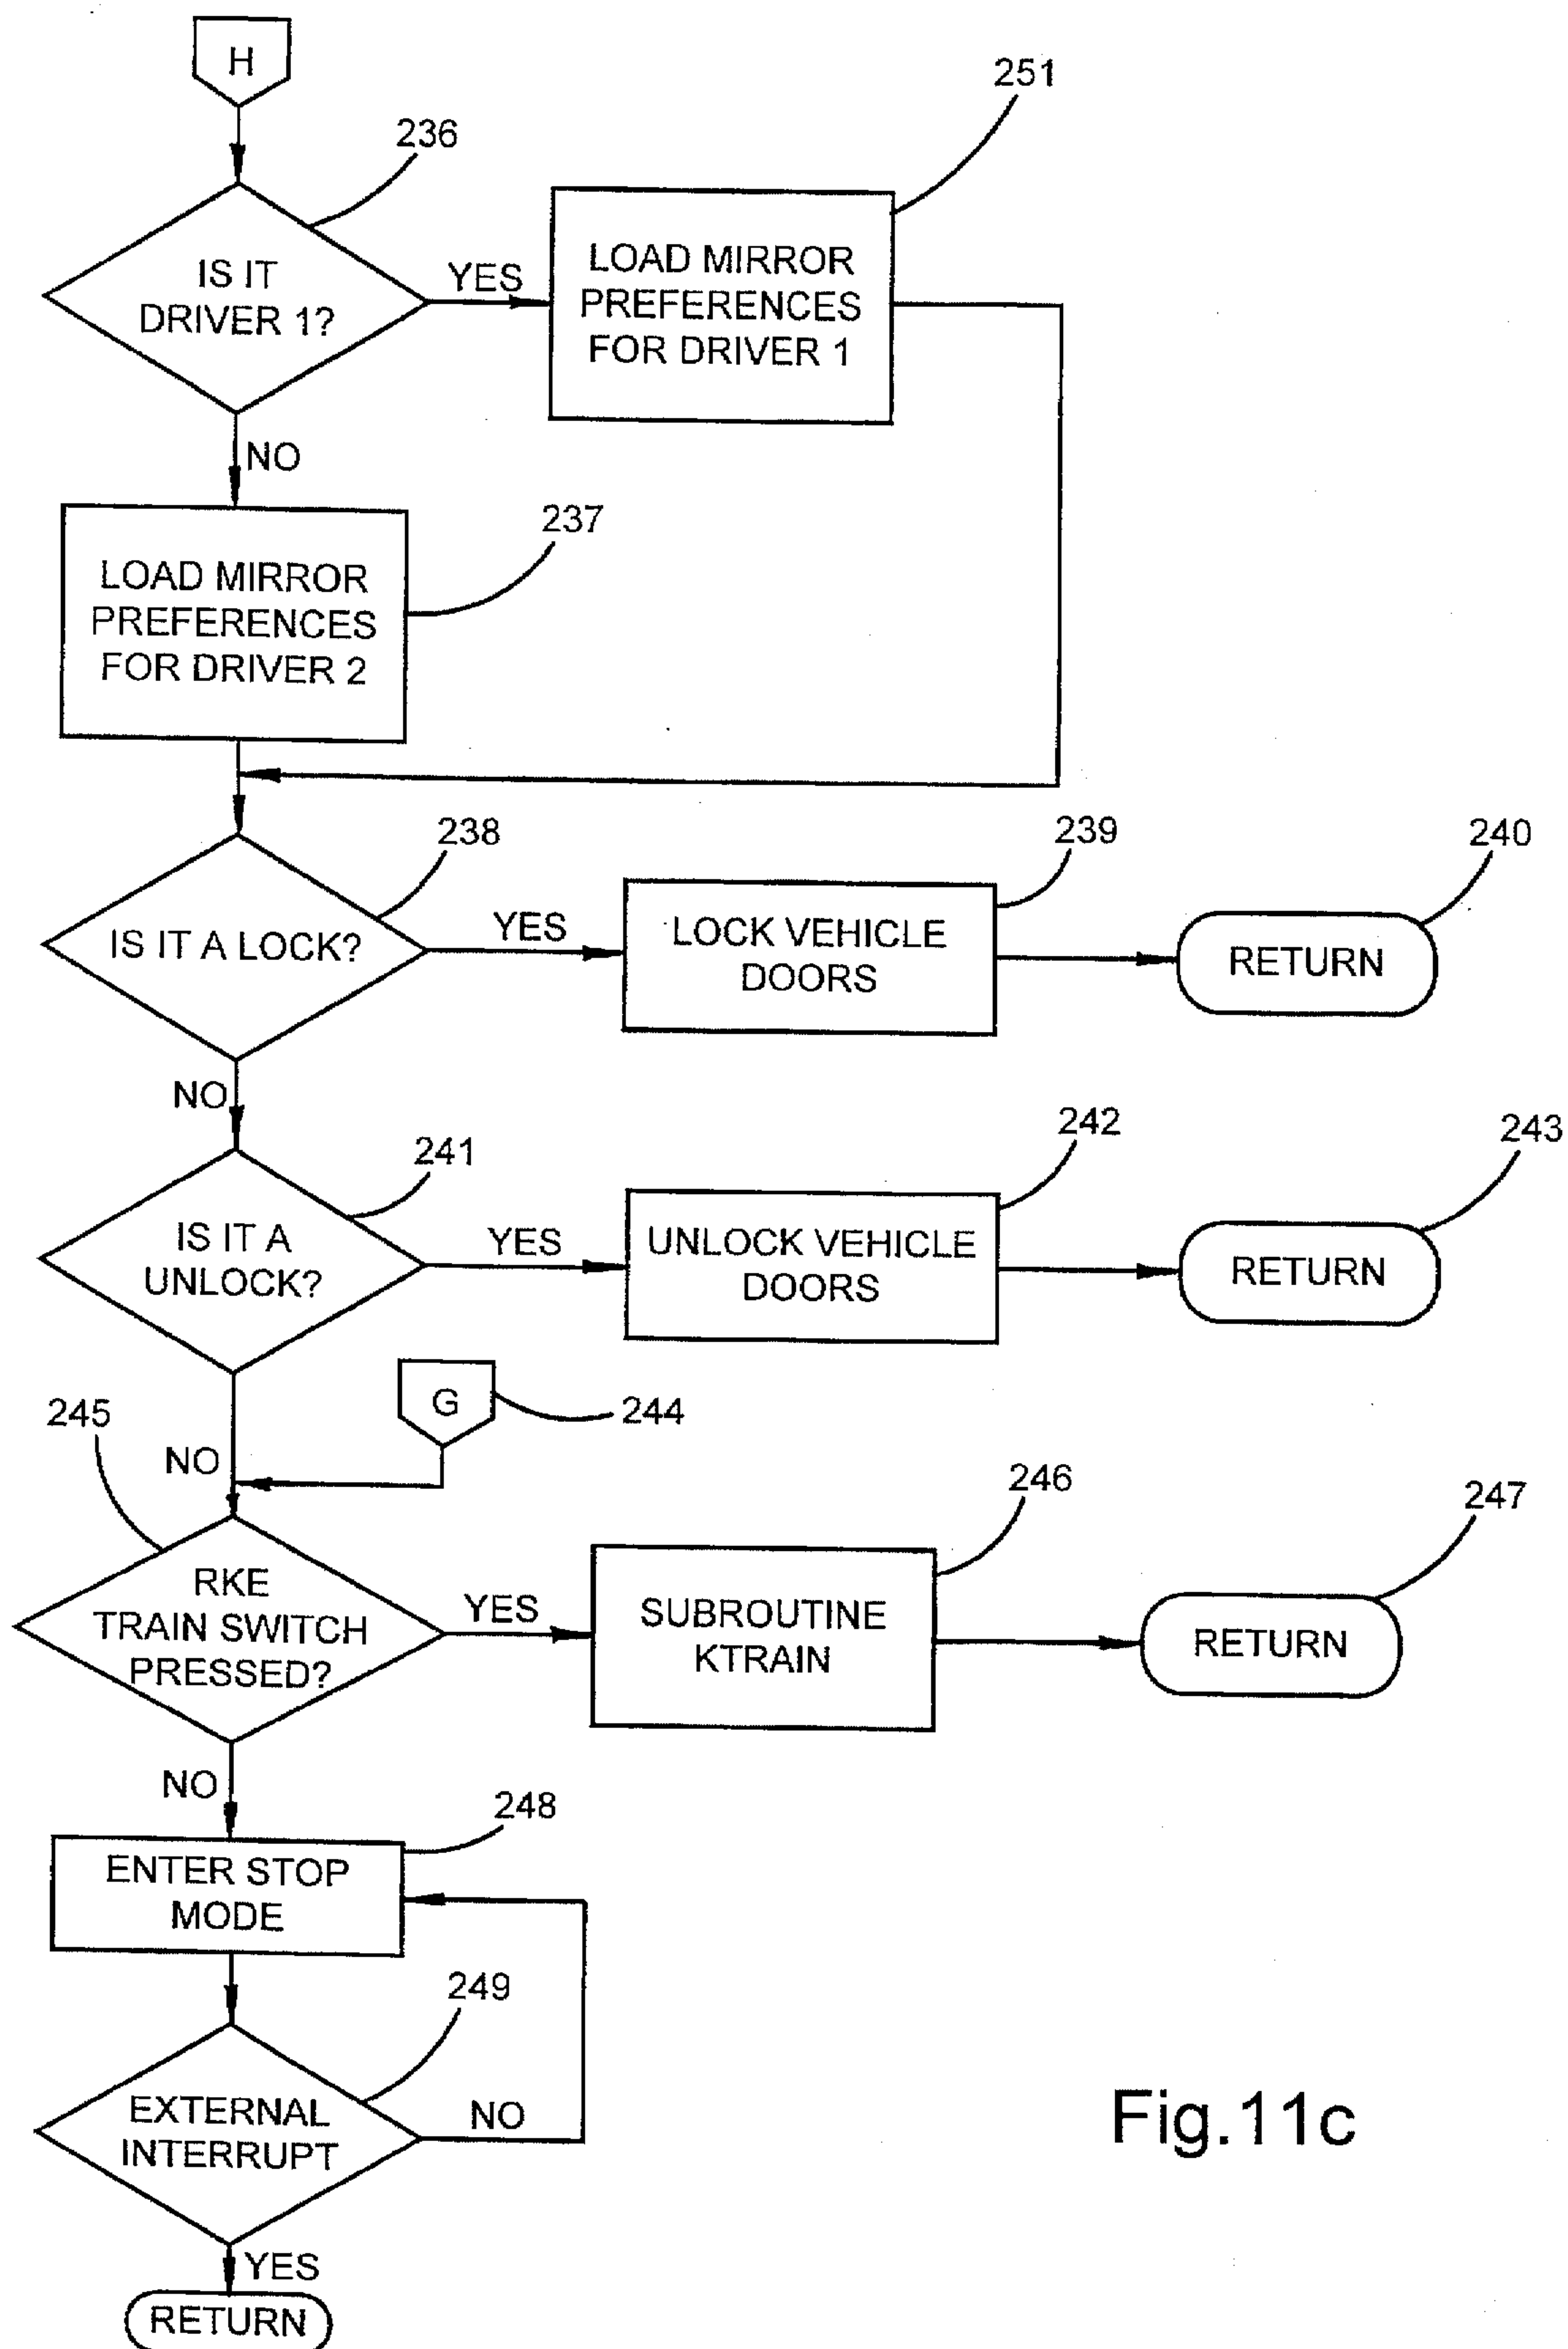 H
236
251
IS IT
DRIVER 1?
YES
LOAD MIRROR
PREFERENCES
FOR DRIVER 1
NO
237
LOAD MIRROR
PREFERENCES
FOR DRIVER 2
238
239
240
IS IT A LOCK?
YES
LOCK VEHICLE
DOORS
RETURN
NO
241
242
243
IS IT A
UNLOCK?
YES
UNLOCK VEHICLE
DOORS
RETURN
G
244
245
NO
246
247
RKE
TRAIN SWITCH
PRESSED?
YES
SUBROUTINE
KTRAIN
RETURN
NO
248
ENTER STOP
MODE
249
EXTERNAL
INTERRUPT
NO
YES
RETURN
Fig.11c